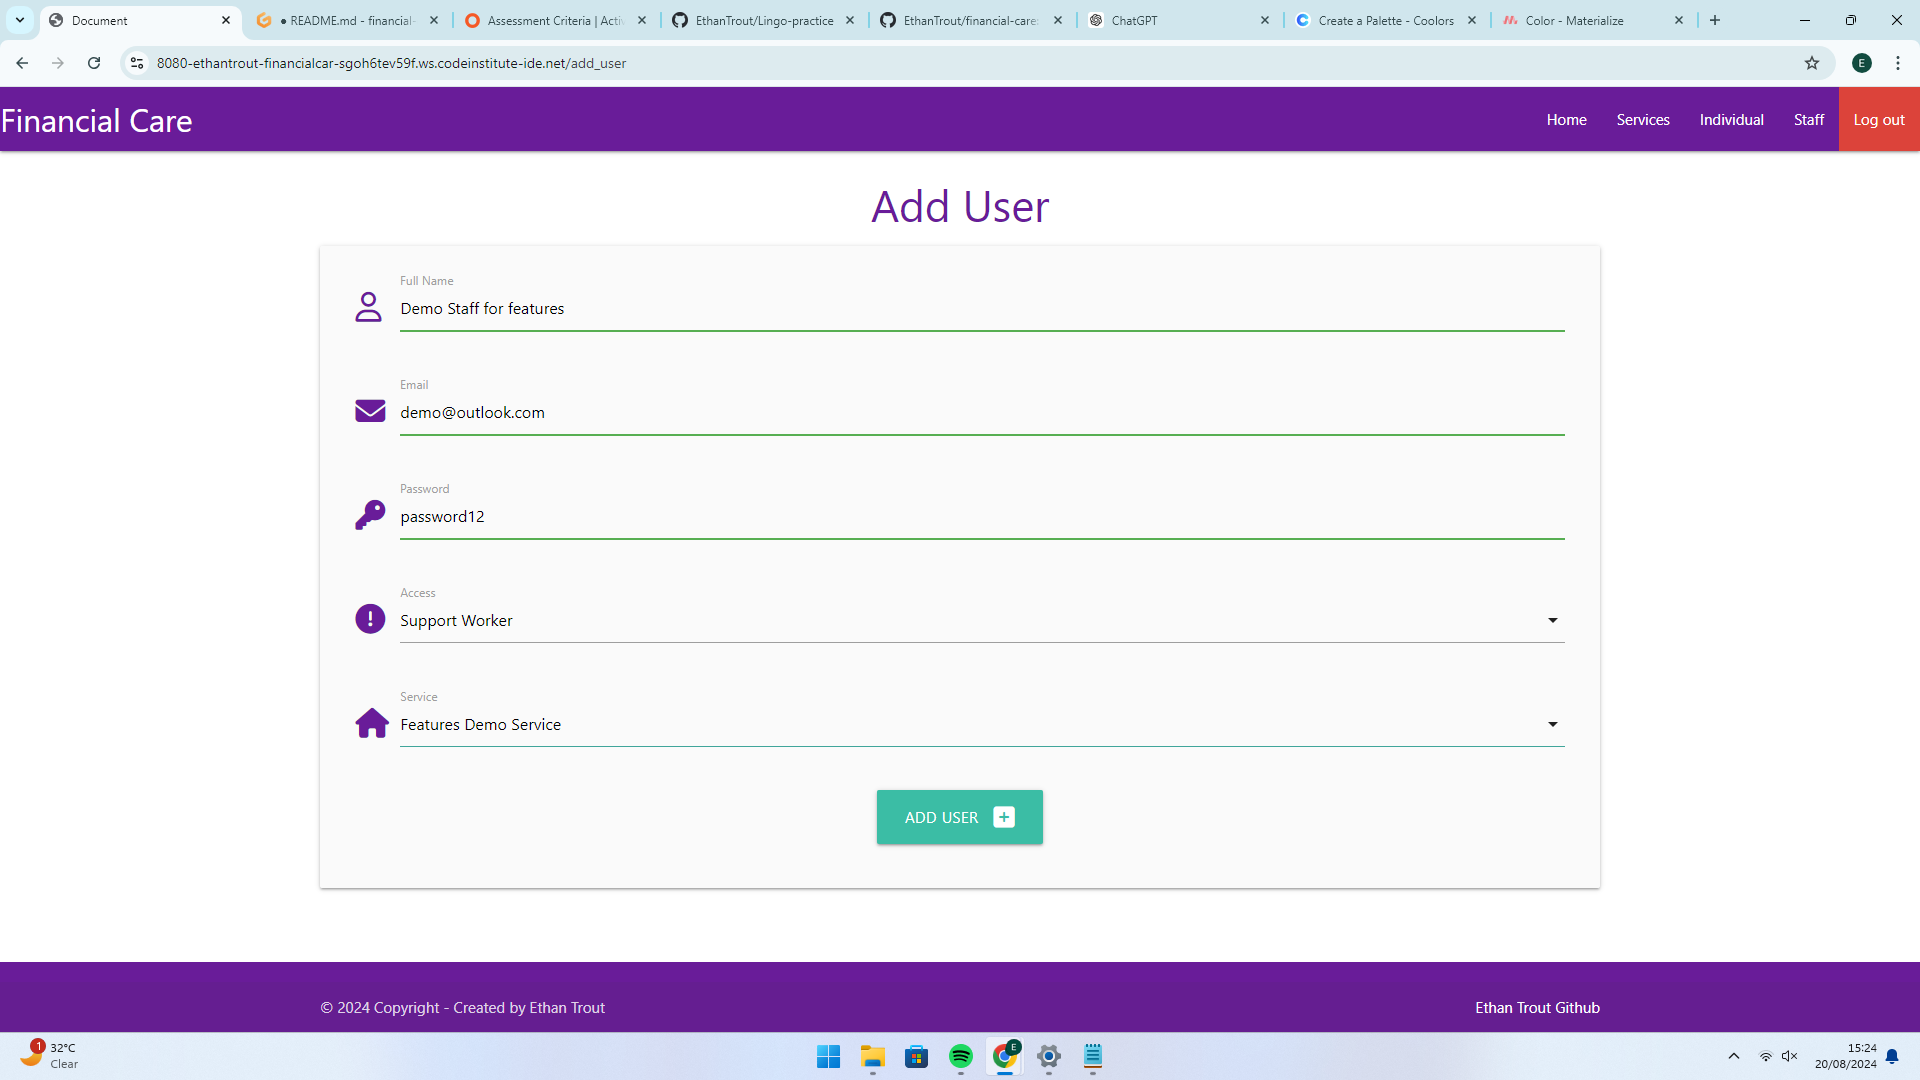 Document
● README.md - financial-
Assessment Criteria | Activ
EthanTrout/Lingo-practice
EthanTrout/financial-care:
ChatGPT
Create a Palette - Coolors
Color - Materialize
8080-ethantrout-financialcar-sgoh6tev59f.ws.codeinstitute-ide.net/add_user
E
Financial Care
Home
Services
Individual
Staff
Log out
Add User
Full Name
Demo Staff for features
Email
demo@outlook.com
Password
password12
Access
Support Worker
Service
Features Demo Service
ADD USER
© 2024 Copyright - Created by Ethan Trout
Ethan Trout Github
1
32°C
Clear
E
15:24
20/08/2024